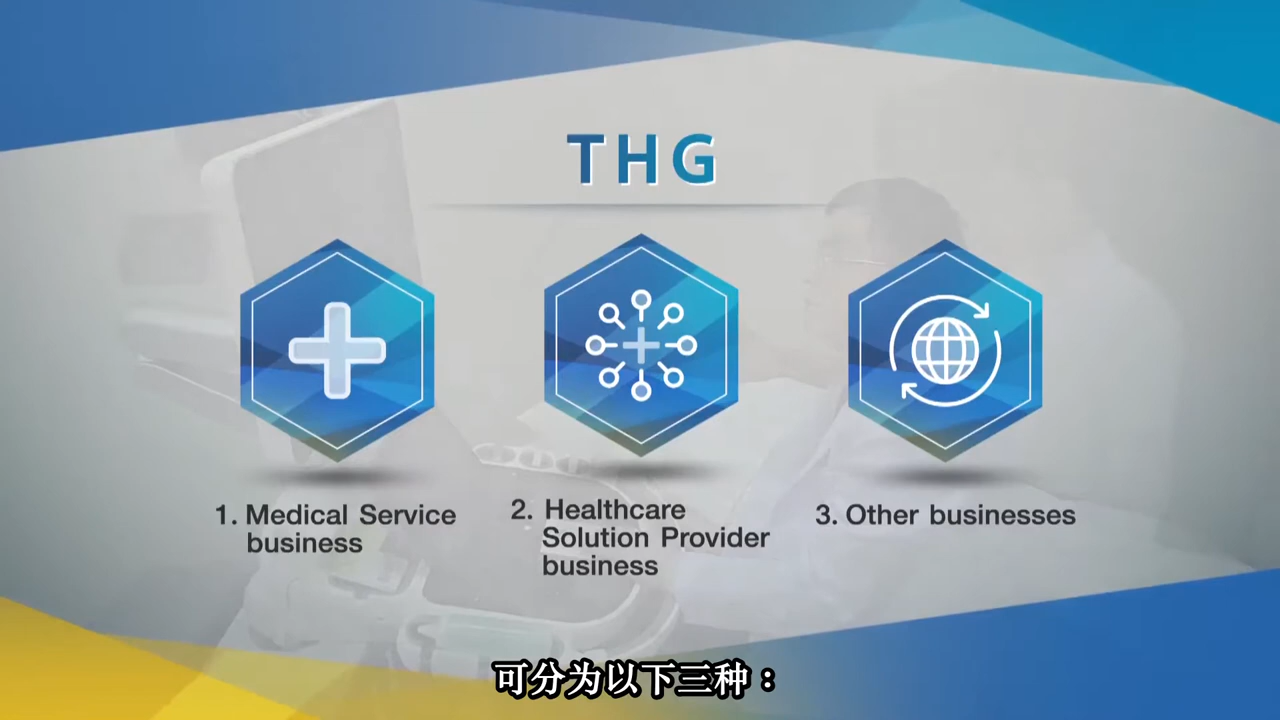 THG
1. Medical Service
business
2. Healthcare
Solution Provider
business
3. Other businesses
可分为以下三种：